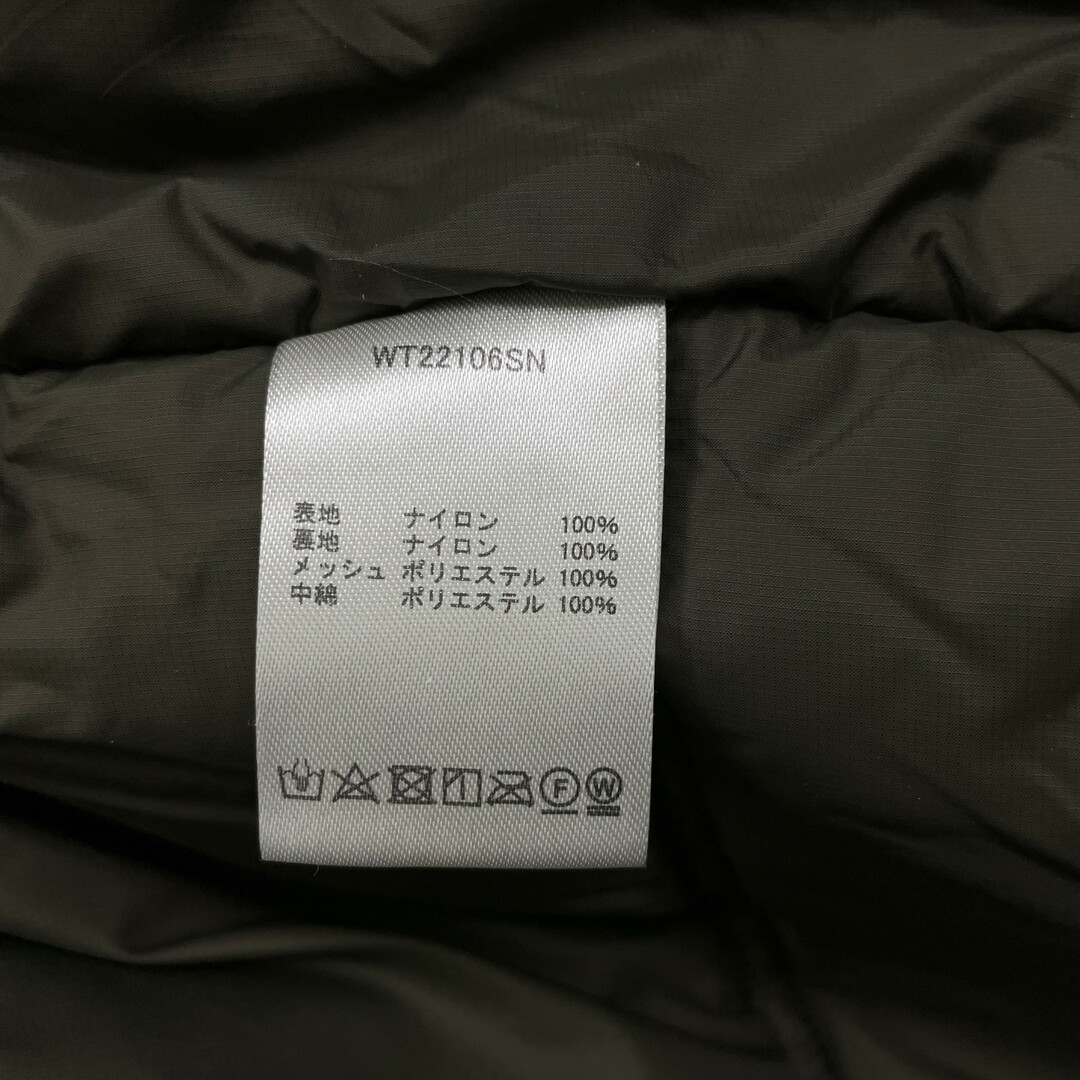 WT22106SN
表地 ナイロン 100%
裏地 ナイロン 100%
メッシュ ポリエステル 100%
中綿 ポリエステル 100%
F W